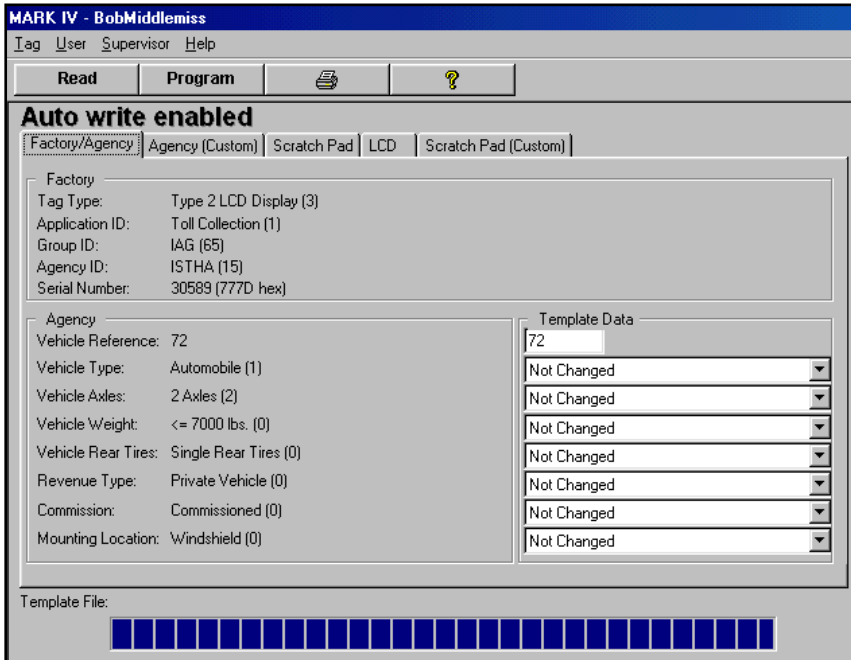 MARK IV - BobMiddlemiss
Tag User Supervisor Help
Read Program ?
Auto write enabled
Factory/Agency Agency (Custom) Scratch Pad LCD Scratch Pad (Custom)
Factory
Tag Type: Type 2 LCD Display (3)
Application ID: Toll Collection (1)
Group ID: IAG (65)
Agency ID: ISTHA (15)
Serial Number: 30589 (777D hex)
Agency Template Data
Vehicle Reference: 72 72
Vehicle Type: Automobile (1) Not Changed
Vehicle Axles: 2 Axles (2) Not Changed
Vehicle Weight: <= 7000 lbs. (0) Not Changed
Vehicle Rear Tires: Single Rear Tires (0) Not Changed
Revenue Type: Private Vehicle (0) Not Changed
Commission: Commissioned (0) Not Changed
Mounting Location: Windshield (0) Not Changed
Template File: